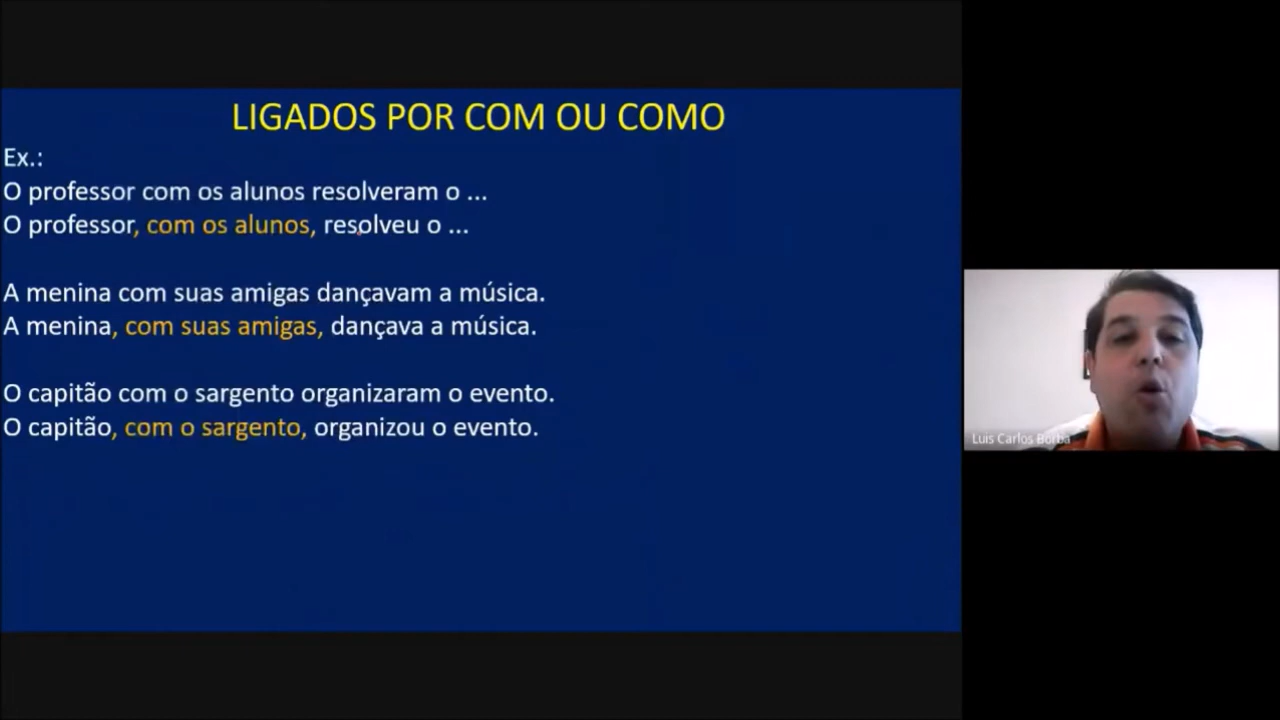 LIGADOS POR COM OU COMO
Ex.:
O professor com os alunos resolveram o ...
O professor, com os alunos, resolveu o ...
A menina com suas amigas dançavam a música.
A menina, com suas amigas, dançava a música.
O capitão com o sargento organizaram o evento.
O capitão, com o sargento, organizou o evento.
Luis Carlos Borba